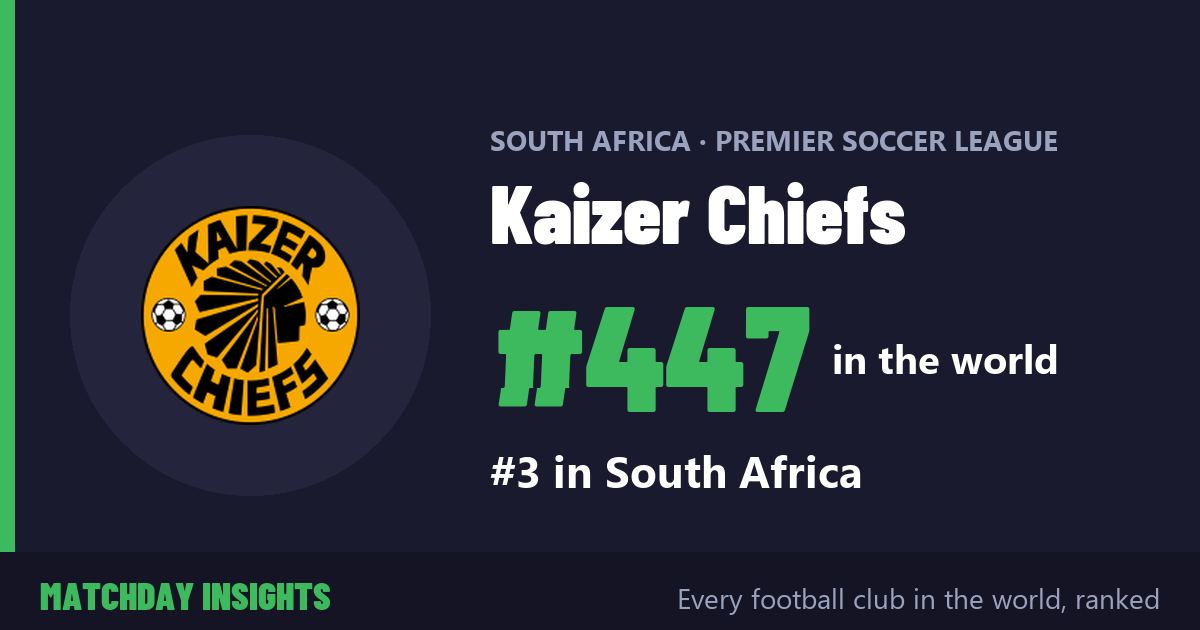 SOUTH AFRICA · PREMIER SOCCER LEAGUE
Kaizer Chiefs
KAIZER
CHIEFS
#447 in the world
#3 in South Africa
MATCHDAY INSIGHTS
Every football club in the world, ranked